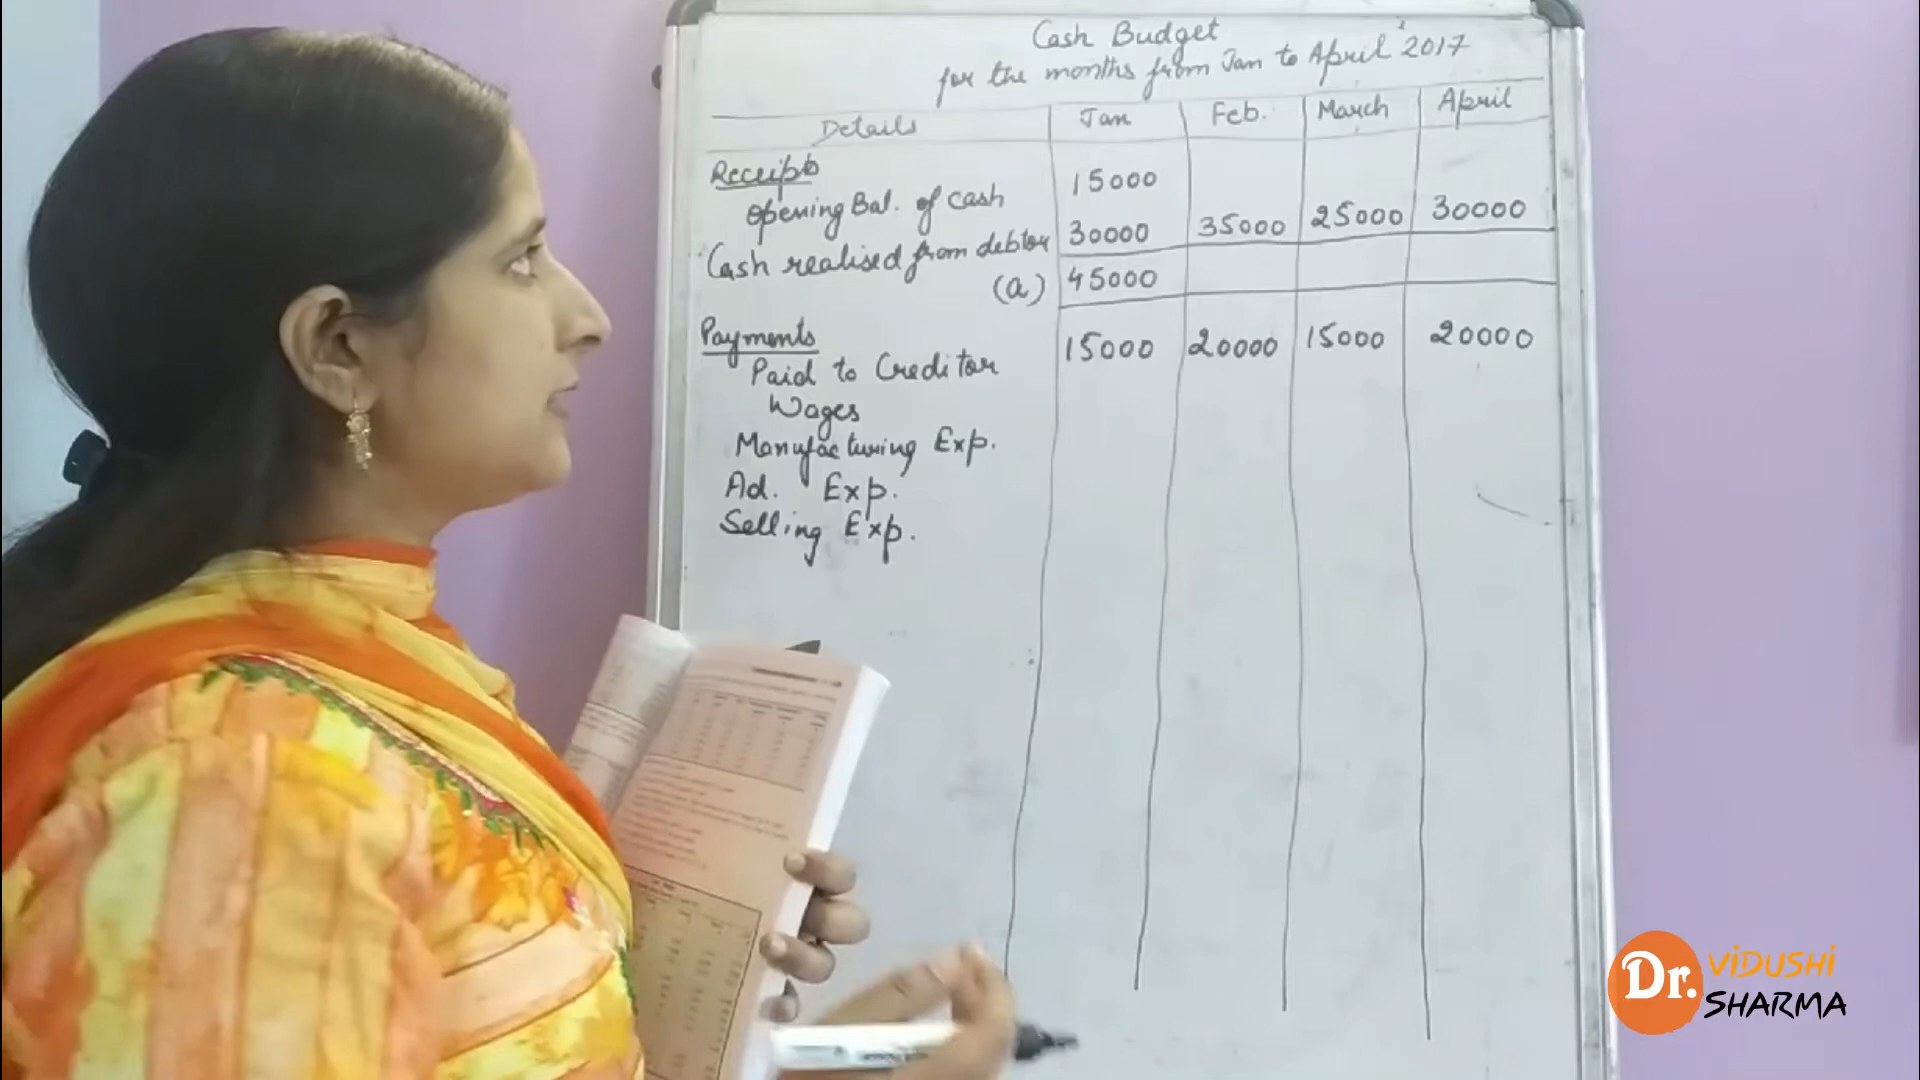 Cash Budget
for the months from Jan to April' 2017
Details Jan Feb. March April
Receipts
Opening Bal. of cash 15000
Cash realised from debtor 30000 35000 25000 30000
(a) 45000
Payments
Paid to Creditor 15000 20000 15000 20000
Wages
Manufacturing Exp.
Ad. Exp.
Selling Exp.
Dr. ViDUSHi
SHARMA